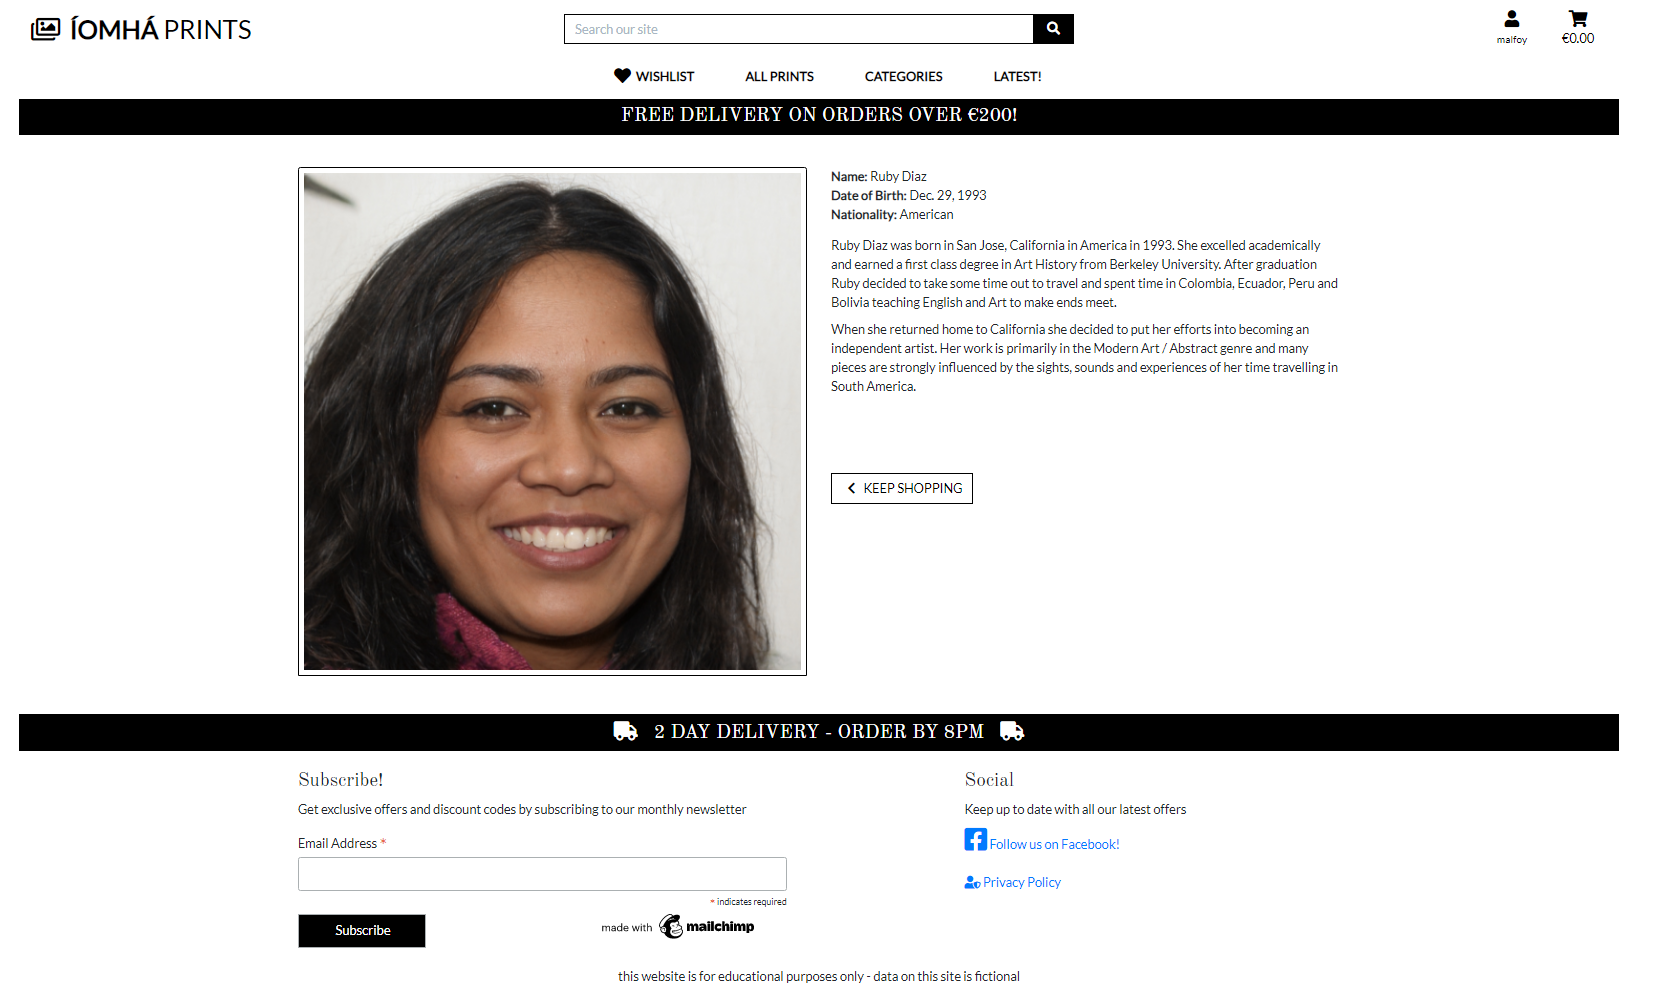 ÍOMHÁ PRINTS
Search our site
malfoy
€0.00
WISHLIST
ALL PRINTS
CATEGORIES
LATEST!
FREE DELIVERY ON ORDERS OVER €200!
Name: Ruby Diaz
Date of Birth: Dec. 29, 1993
Nationality: American
Ruby Diaz was born in San Jose, California in America in 1993. She excelled academically
and earned a first class degree in Art History from Berkeley University. After graduation
Ruby decided to take some time out to travel and spent time in Colombia, Ecuador, Peru and
Bolivia teaching English and Art to make ends meet.
When she returned home to California she decided to put her efforts into becoming an
independent artist. Her work is primarily in the Modern Art / Abstract genre and many
pieces are strongly influenced by the sights, sounds and experiences of her time travelling in
South America.
KEEP SHOPPING
2 DAY DELIVERY - ORDER BY 8PM
Subscribe!
Get exclusive offers and discount codes by subscribing to our monthly newsletter
Email Address *
* indicates required
Subscribe
made with mailchimp
Social
Keep up to date with all our latest offers
Follow us on Facebook!
Privacy Policy
this website is for educational purposes only - data on this site is fictional